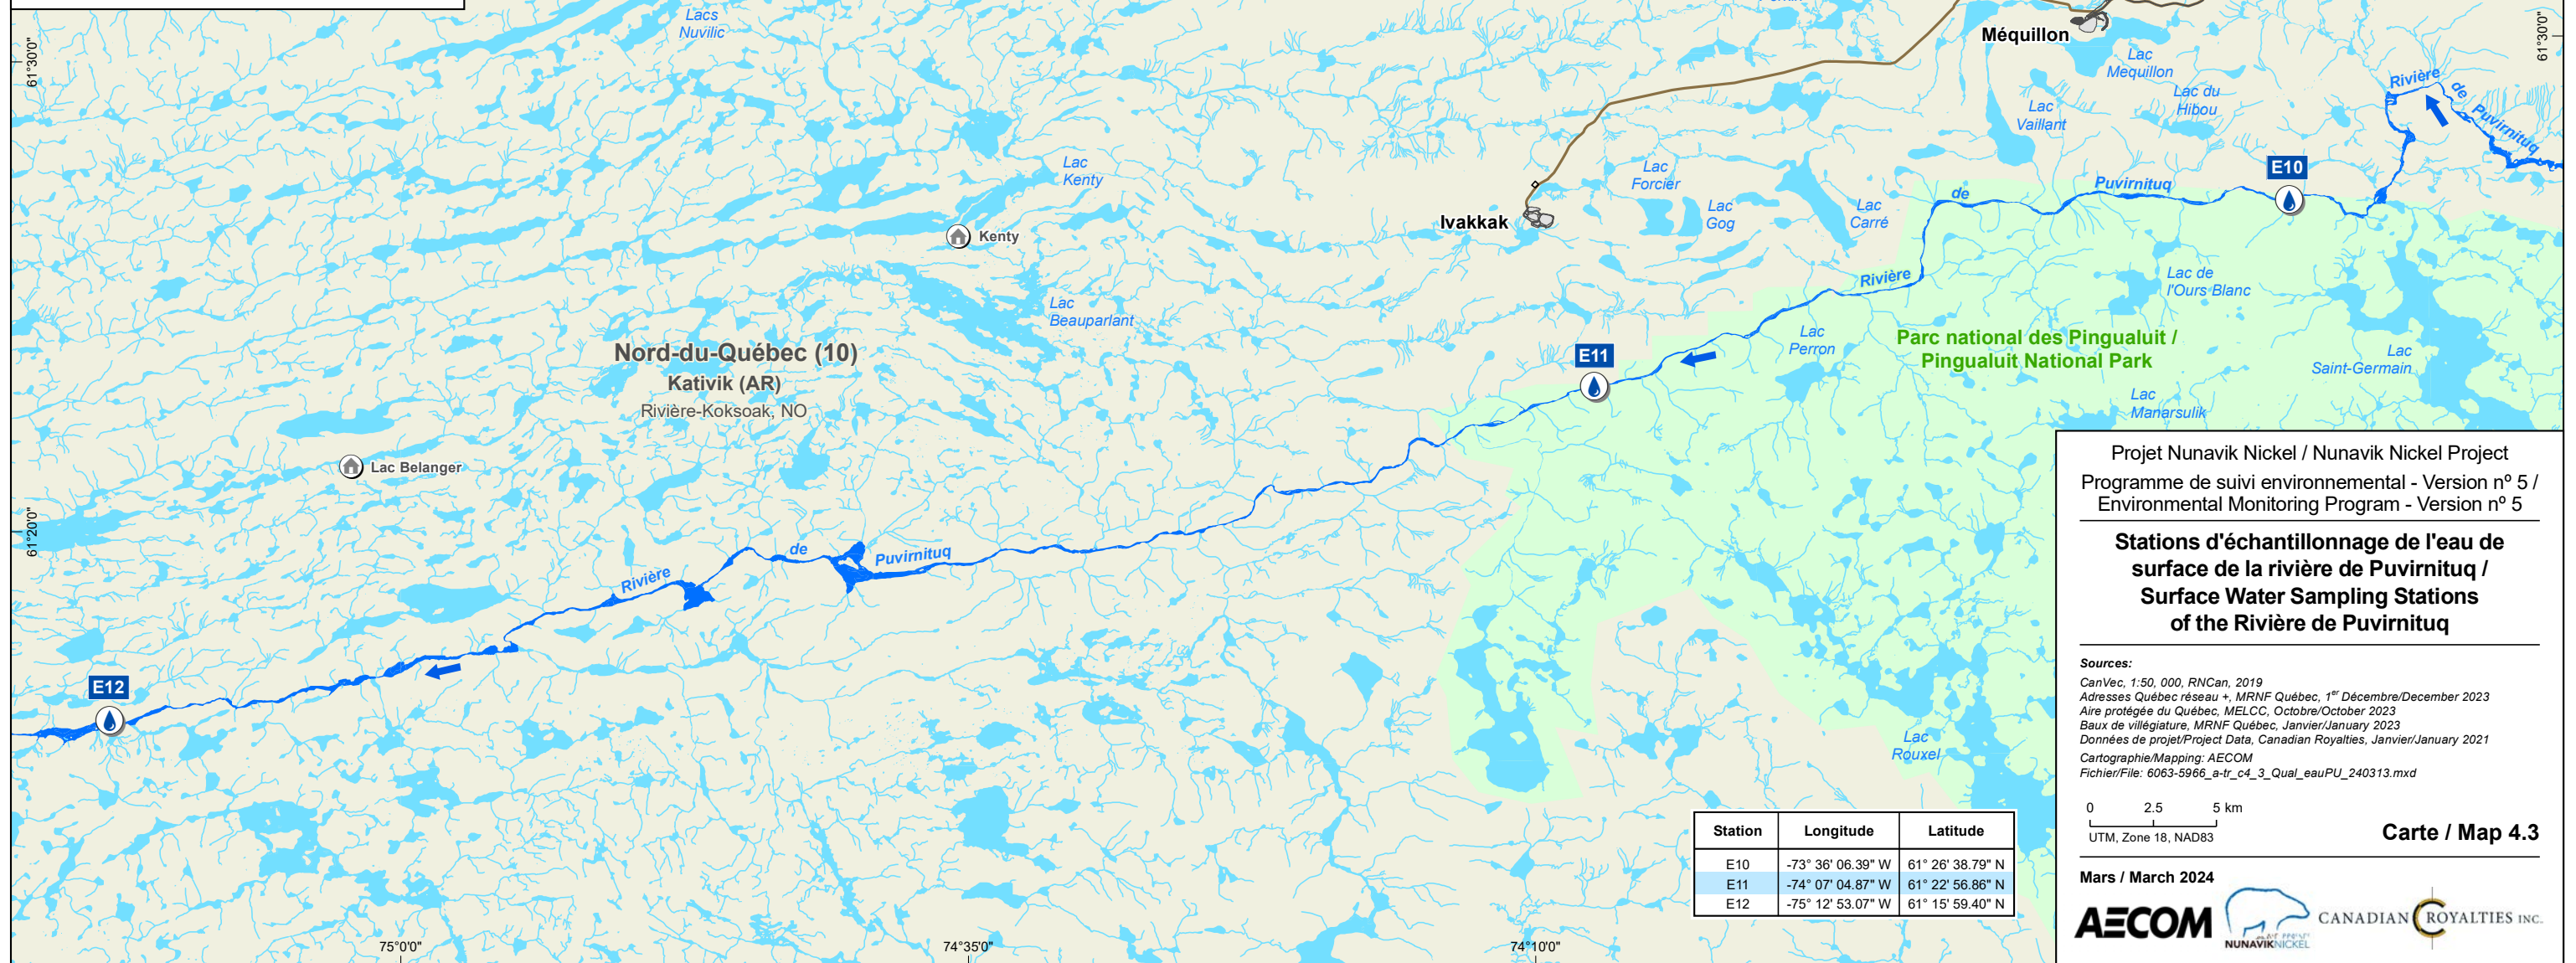 Lacs
Nuvilic
Méquillon
61°30'0"
61°30'0"
Lac
Mequillon
Rivière
de
Puvirnituq
Lac du
Hibou
Lac
Vaillant
Lac
Kenty
Lac
Forcier
E10
Puvirnituq
de
Lac
Gog
Lac
Carré
Ivakkak
Kenty
Rivière
Lac de
l'Ours Blanc
Lac
Beauparlant
Lac
Perron
Parc national des Pingualuit /
Pingualuit National Park
Nord-du-Québec (10)
Kativik (AR)
Rivière-Koksoak, NO
E11
Lac
Saint-Germain
Lac
Manarsulik
Lac Belanger
61°20'0"
de
Puvirnituq
Rivière
E12
Lac
Rouxel
75°0'0"
74°35'0"
74°10'0"
Station Longitude Latitude
E10 -73° 36' 06.39" W 61° 26' 38.79" N
E11 -74° 07' 04.87" W 61° 22' 56.86" N
E12 -75° 12' 53.07" W 61° 15' 59.40" N
Projet Nunavik Nickel / Nunavik Nickel Project
Programme de suivi environnemental - Version nº 5 /
Environmental Monitoring Program - Version nº 5
Stations d'échantillonnage de l'eau de
surface de la rivière de Puvirnituq /
Surface Water Sampling Stations
of the Rivière de Puvirnituq
Sources:
CanVec, 1:50, 000, RNCan, 2019
Adresses Québec réseau +, MRNF Québec, 1er Décembre/December 2023
Aire protégée du Québec, MELCC, Octobre/October 2023
Baux de villégiature, MRNF Québec, Janvier/January 2023
Données de projet/Project Data, Canadian Royalties, Janvier/January 2021
Cartographie/Mapping: AECOM
Fichier/File: 6063-5966_a-tr_c4_3_Qual_eauPU_240313.mxd
0 2.5 5 km
UTM, Zone 18, NAD83
Carte / Map 4.3
Mars / March 2024
AECOM
NUNAVIKNICKEL
CANADIAN ROYALTIES INC.